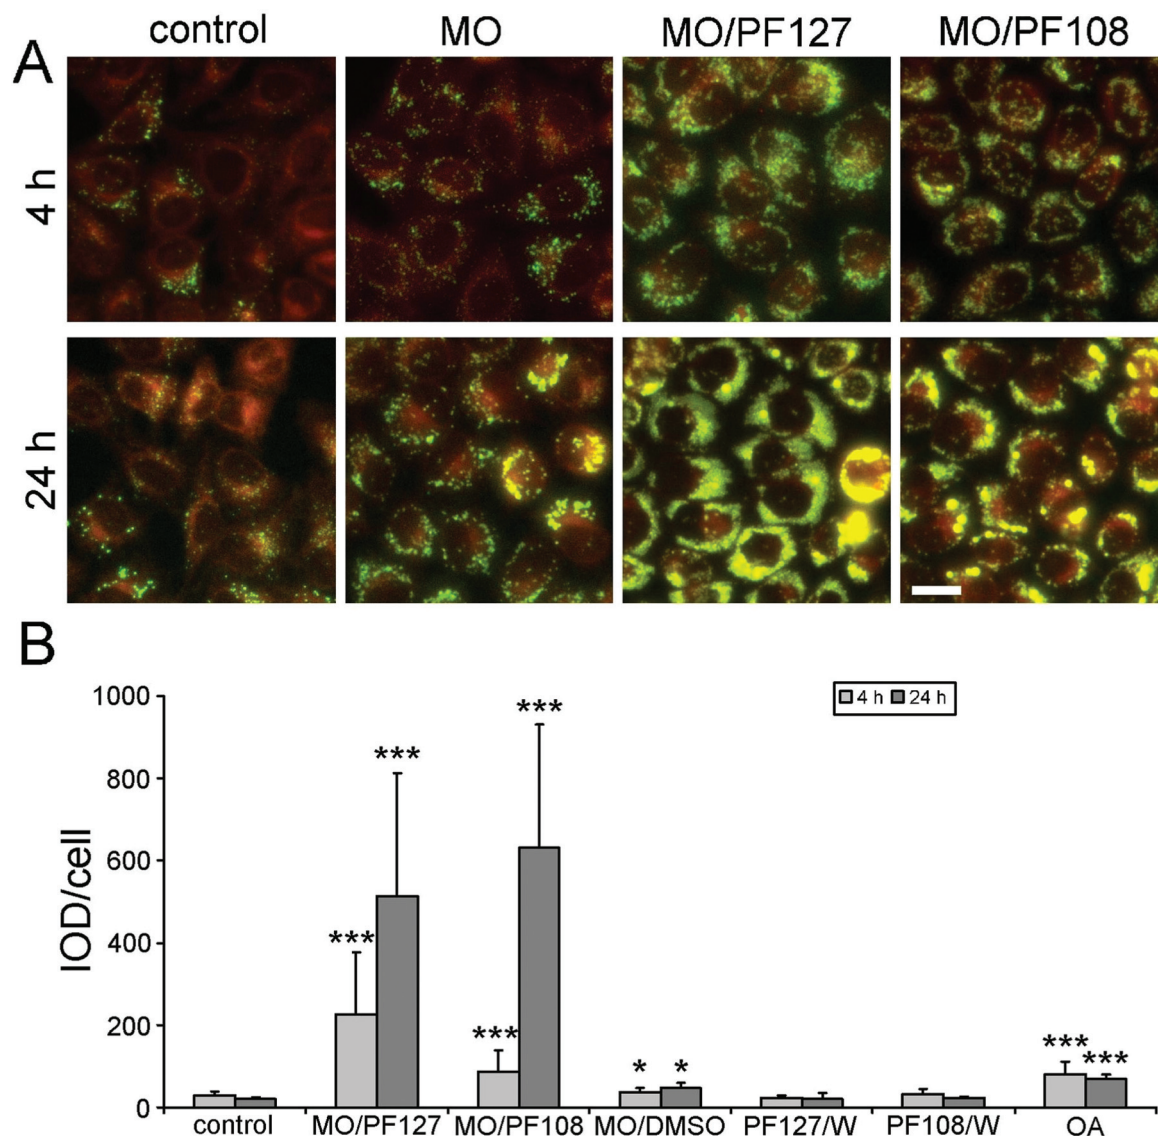 control MO MO/PF127 MO/PF108
A
4 h
24 h
B
1000
800
600
400
200
0
IOD/cell
4 h 24 h
***
***
***
***
* *
***
***
control MO/PF127 MO/PF108 MO/DMSO PF127/W PF108/W OA